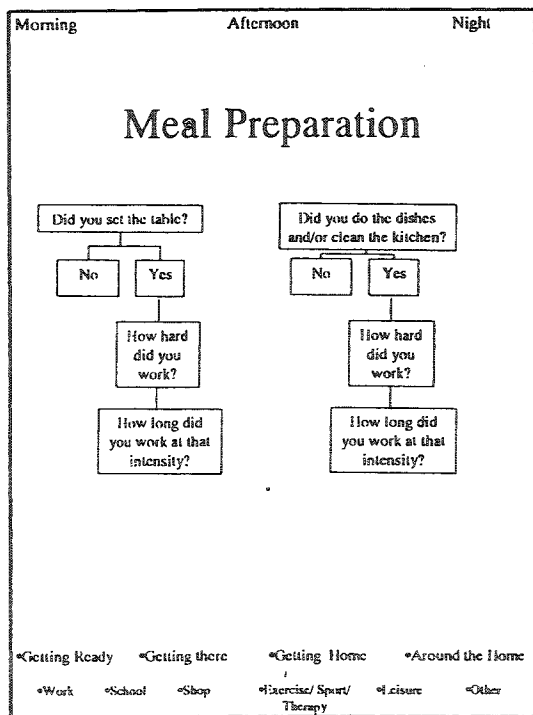 Morning Afternoon Night
Meal Preparation
Did you set the table?
No Yes
How hard
did you
work?
How long did
you work at that
intensity?
Did you do the dishes
and/or clean the kitchen?
No Yes
How hard
did you
work?
How long did
you work at that
intensity?
•Getting Ready •Getting there •Getting Home •Around the Home
•Work •School •Shop •Exercise/ Sport/ •Leisure •Other
Therapy